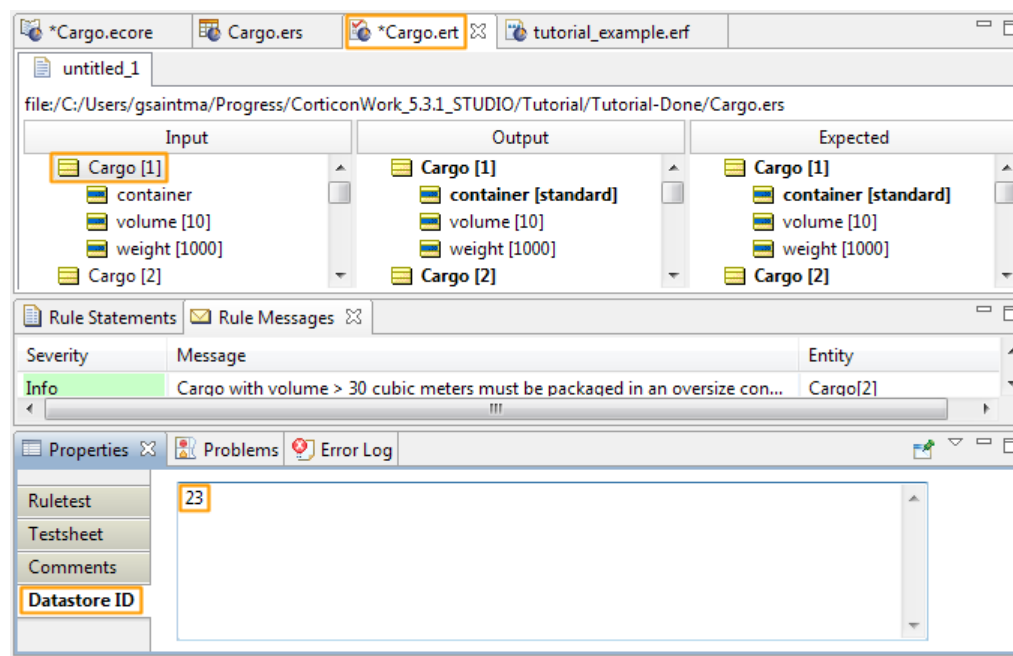 *Cargo.ecore Cargo.ers *Cargo.ert tutorial_example.erf
untitled_1
file:/C:/Users/gsaintma/Progress/CorticonWork_5.3.1_STUDIO/Tutorial/Tutorial-Done/Cargo.ers
Input Output Expected
Cargo [1] Cargo [1] Cargo [1]
container container [standard] container [standard]
volume [10] volume [10] volume [10]
weight [1000] weight [1000] weight [1000]
Cargo [2] Cargo [2] Cargo [2]
Rule Statements Rule Messages
Severity Message Entity
Info Cargo with volume > 30 cubic meters must be packaged in an oversize con... Cargo[2]
Properties Problems Error Log
Ruletest 23
Testsheet
Comments
Datastore ID